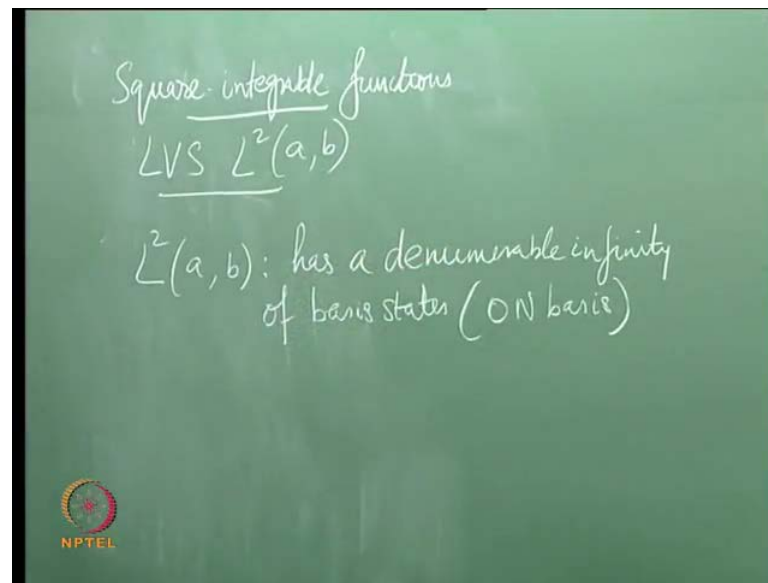 Square-integrable functions
LVS L²(a, b)
L²(a, b): has a denumerable infinity
of basis states (ON basis)
NPTEL